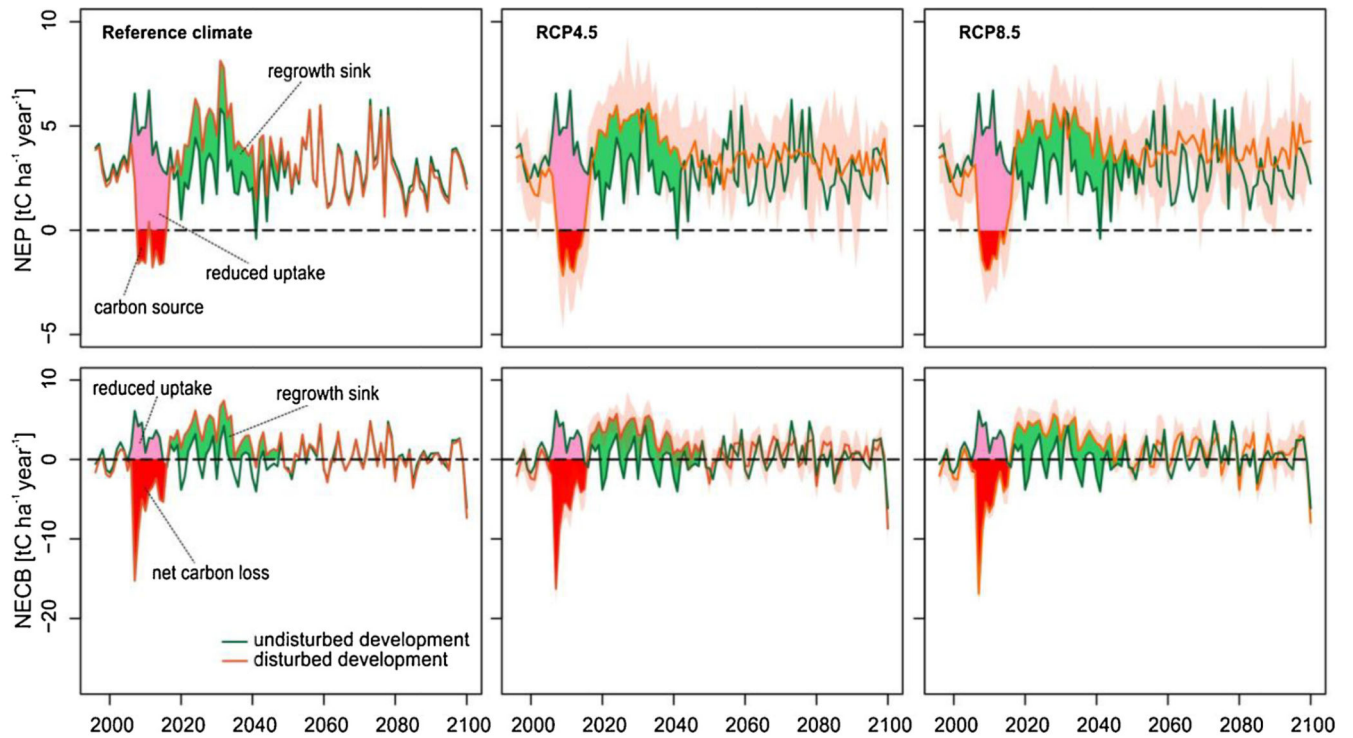 Reference climate
RCP4.5
RCP8.5
10
5
0
−5
NEP [tC ha⁻¹ year⁻¹]
regrowth sink
reduced uptake
carbon source
10
0
−10
−20
NECB [tC ha⁻¹ year⁻¹]
reduced uptake
regrowth sink
net carbon loss
undisturbed development
disturbed development
2000 2020 2040 2060 2080 2100
2000 2020 2040 2060 2080 2100
2000 2020 2040 2060 2080 2100